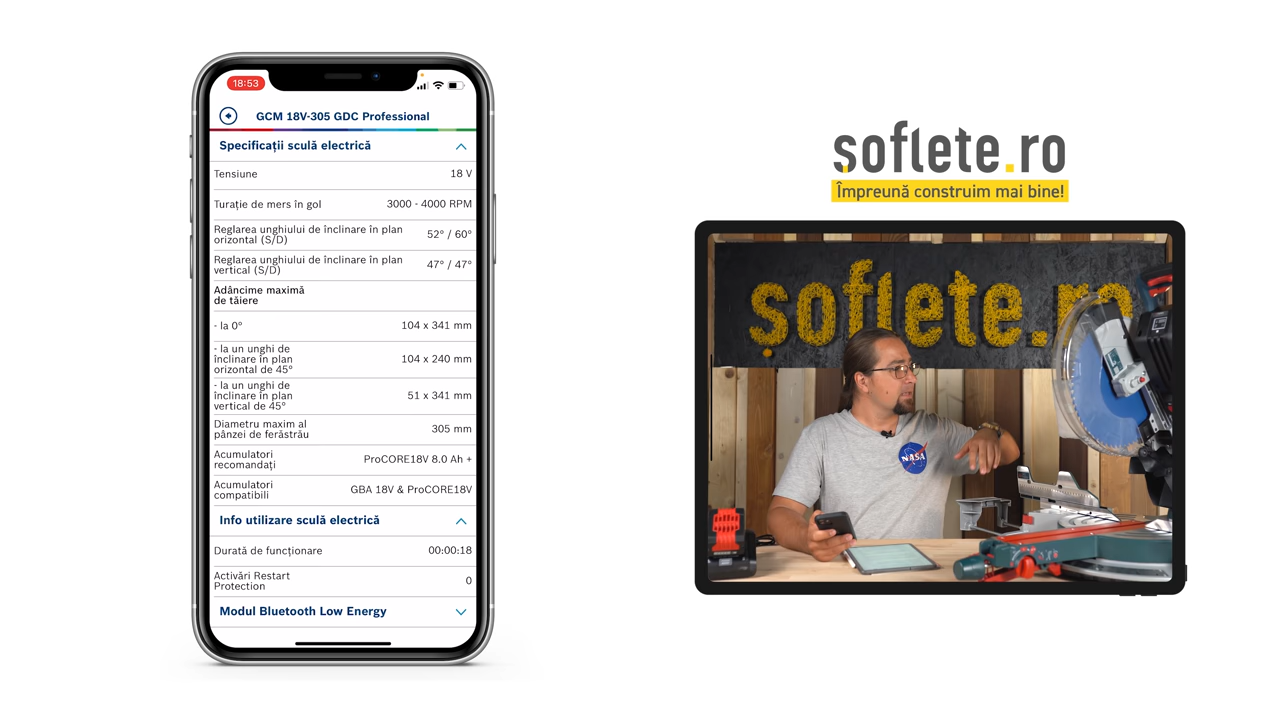 18:53
GCM 18V-305 GDC Professional
Specificații sculă electrică
Tensiune 18 V
Turație de mers în gol 3000 - 4000 RPM
Reglarea unghiului de înclinare în plan
orizontal (S/D) 52° / 60°
Reglarea unghiului de înclinare în plan
vertical (S/D) 47° / 47°
Adâncime maximă
de tăiere
- la 0° 104 x 341 mm
- la un unghi de
înclinare în plan
orizontal de 45° 104 x 240 mm
- la un unghi de
înclinare în plan
vertical de 45° 51 x 341 mm
Diametru maxim al
pânzei de ferăstrău 305 mm
Acumulatori
recomandați ProCORE18V 8.0 Ah +
Acumulatori
compatibili GBA 18V & ProCORE18V
Info utilizare sculă electrică
Durată de funcționare 00:00:18
Activări Restart
Protection 0
Modul Bluetooth Low Energy
șoflete.ro
Împreună construim mai bine!
șoflete.ro
NASA